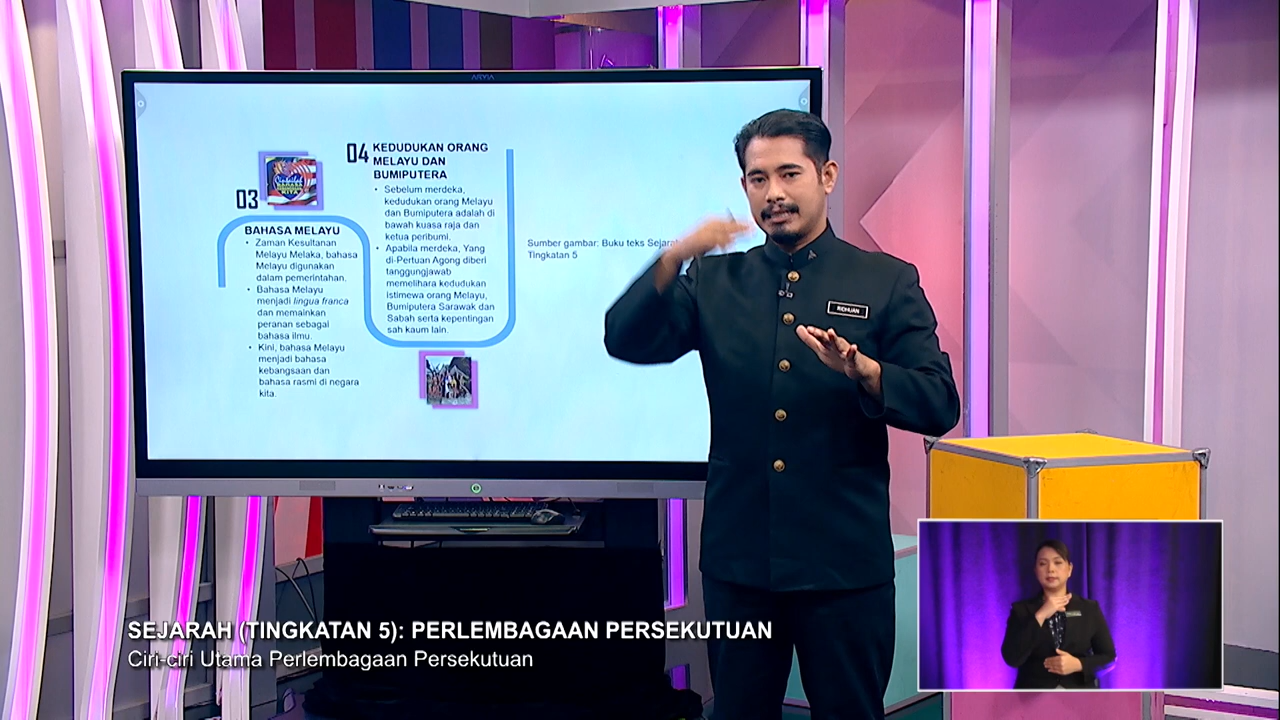 04 KEDUDUKAN ORANG
MELAYU DAN
BUMIPUTERA
• Sebelum merdeka,
kedudukan orang Melayu
dan Bumiputera adalah di
bawah kuasa raja dan
ketua peribumi.
• Apabila merdeka, Yang
di-Pertuan Agong diberi
tanggungjawab
memelihara kedudukan
istimewa orang Melayu,
Bumiputera Sarawak dan
Sabah serta kepentingan
sah kaum lain.
03
BAHASA KITA
BAHASA MELAYU
• Zaman Kesultanan
Melayu Melaka, bahasa
Melayu digunakan
dalam pemerintahan.
• Bahasa Melayu
menjadi lingua franca
dan memainkan
peranan sebagai
bahasa ilmu.
• Kini, bahasa Melayu
menjadi bahasa
kebangsaan dan
bahasa rasmi di negara
kita.
Sumber gambar: Buku teks Sejarah
Tingkatan 5
RIDHUAN
SEJARAH (TINGKATAN 5): PERLEMBAGAAN PERSEKUTUAN
Ciri-ciri Utama Perlembagaan Persekutuan